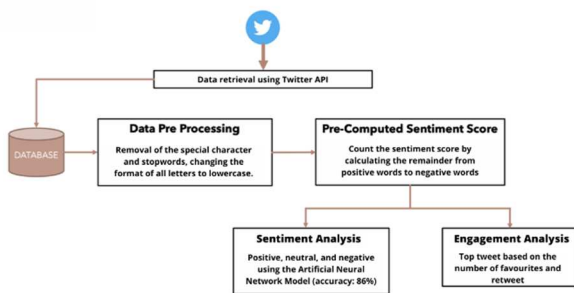 Data retrieval using Twitter API
DATABASE
Data Pre Processing
Removal of the special character
and stopwords, changing the
format of all letters to lowercase.
Pre-Computed Sentiment Score
Count the sentiment score by
calculating the remainder from
positive words to negative words
Sentiment Analysis
Positive, neutral, and negative
using the Artificial Neural
Network Model (accuracy: 86%)
Engagement Analysis
Top tweet based on the
number of favourites and
retweet